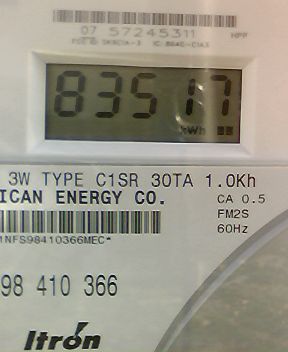 07 57245311
83517
kWh
3W TYPE C1SR 30TA 1.0Kh
ICAN ENERGY CO.
CA 0.5
FM2S
60Hz
1NFS98410366MEC*
98 410 366
Itron